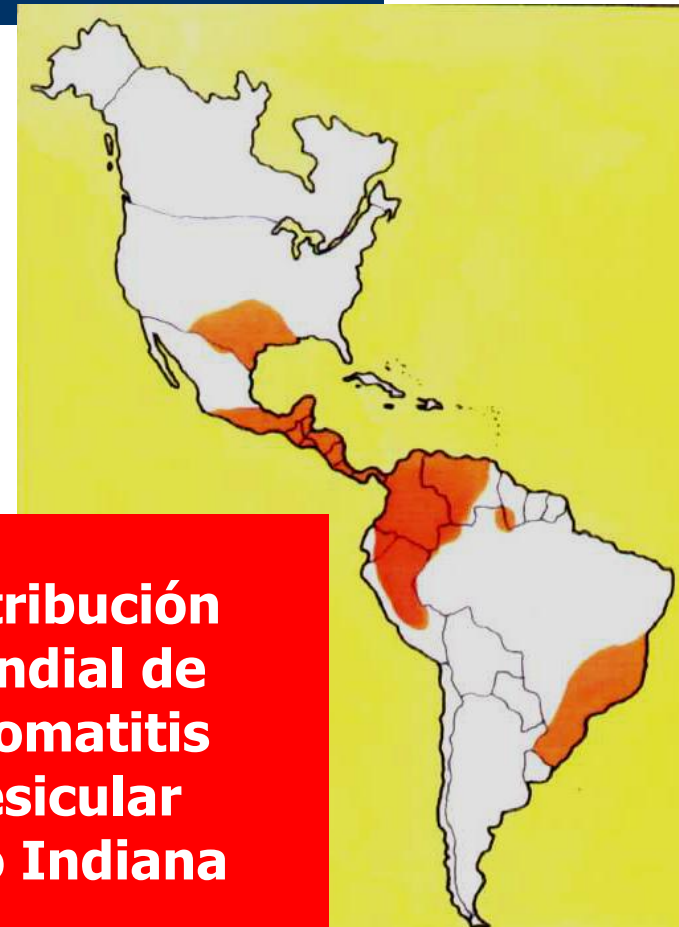 tribución
ndial de
omatitis
esicular
o Indiana